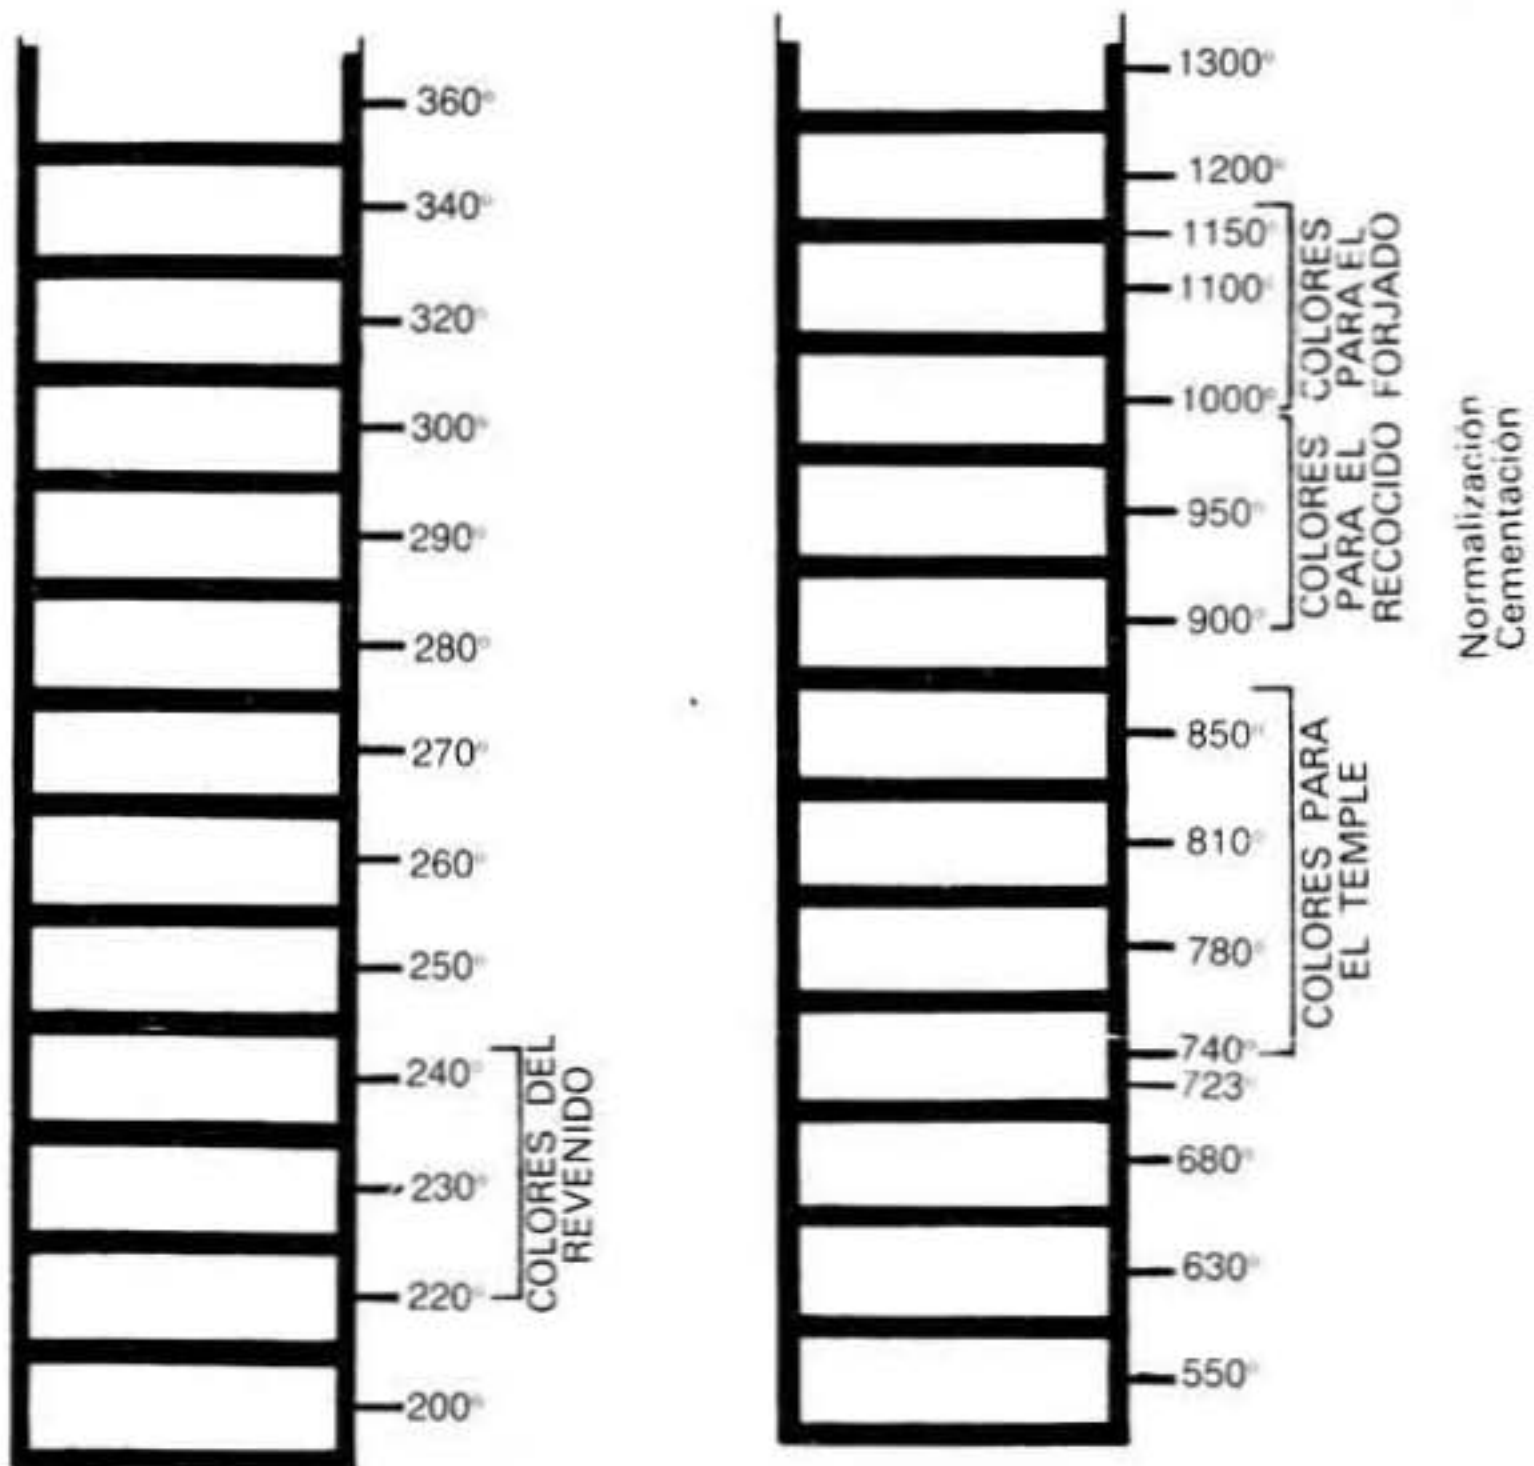 360°
340°
320°
300°
290°
280°
270°
260°
250°
240°
230°
220°
200°
COLORES DEL
REVENIDO
1300°
1200°
1150°
1100°
1000°
950°
900°
850°
810°
780°
740°
723°
680°
630°
550°
COLORES
PARA EL
FORJADO
COLORES
PARA EL
RECOCIDO
COLORES PARA
EL TEMPLE
Normalización
Cementación